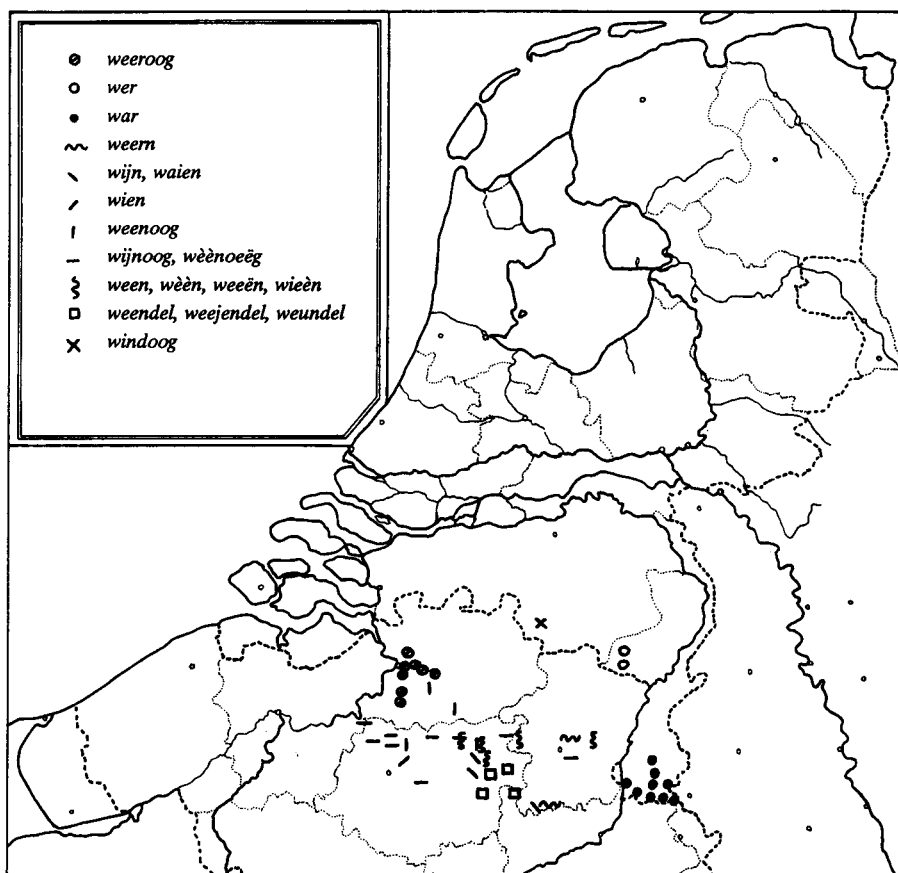 weeroog
wer
war
weern
wijn, waien
wien
weenoog
wijnoog, wèènoeëg
ween, wèèn, weeën, wieèn
weendel, weejendel, weundel
windoog